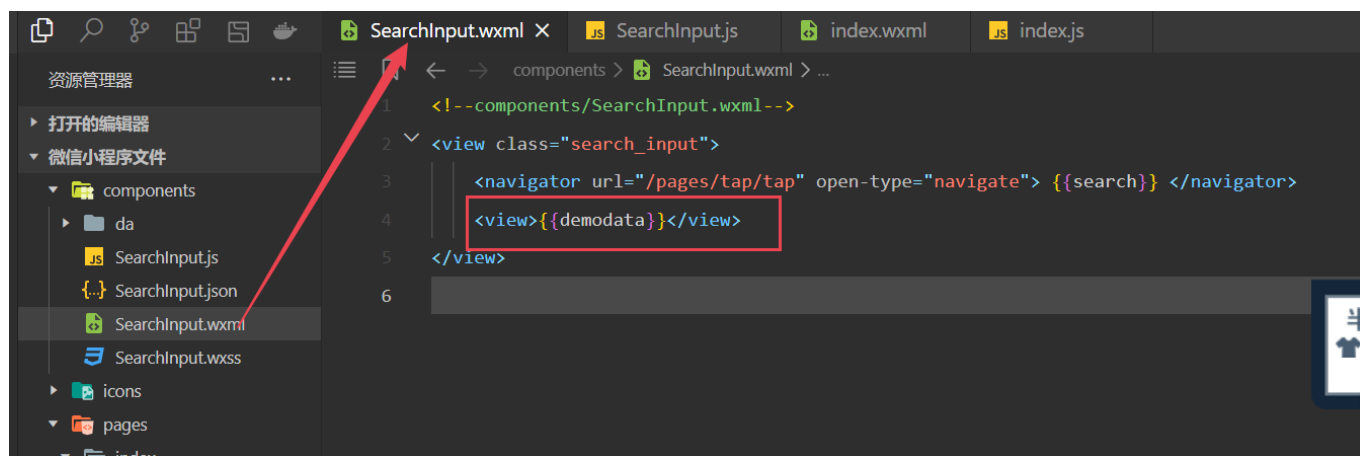 SearchInput.wxml
JS SearchInput.js
index.wxml
JS index.js
资源管理器
components > SearchInput.wxml > ...
打开的编辑器
微信小程序文件
components
da
JS SearchInput.js
{..} SearchInput.json
SearchInput.wxml
SearchInput.wxss
icons
pages
1 <!--components/SearchInput.wxml-->
2 <view class="search_input">
3 <navigator url="/pages/tap/tap" open-type="navigate"> {{search}} </navigator>
4 <view>{{demodata}}</view>
5 </view>
6